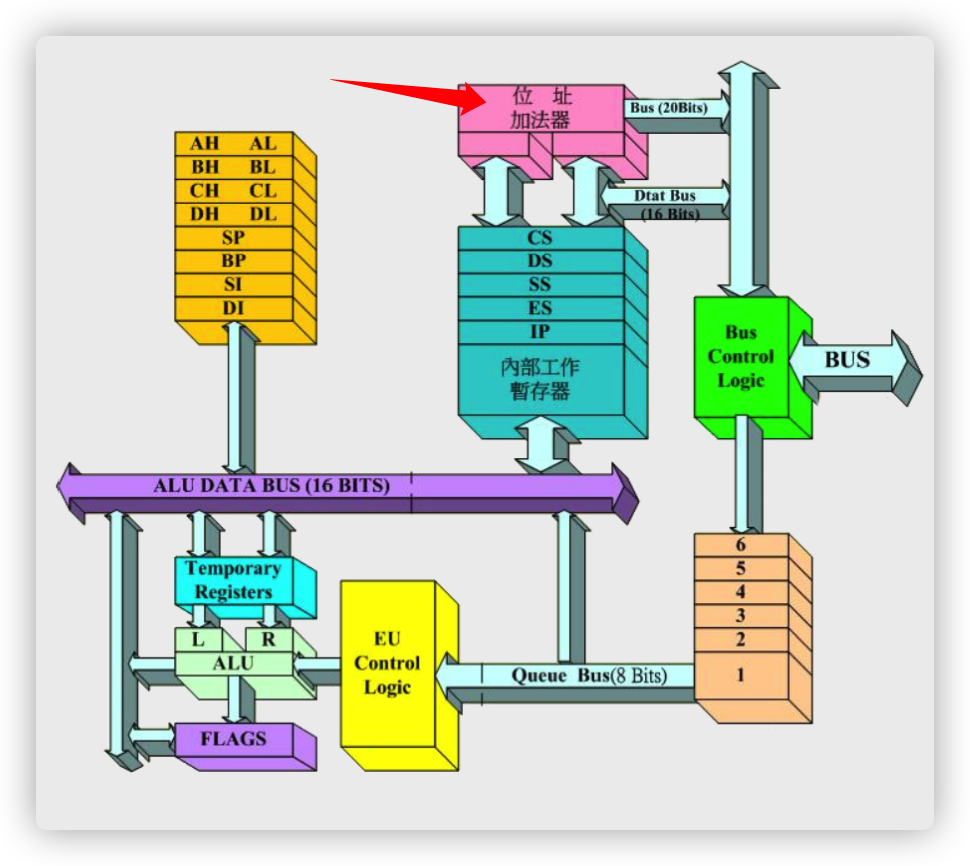 位 址
加法器
Bus (20Bits)
Dtat Bus
(16 Bits)
AH AL
BH BL
CH CL
DH DL
SP
BP
SI
DI
CS
DS
SS
ES
IP
內部工作
暫存器
Bus
Control
Logic
BUS
ALU DATA BUS (16 BITS)
6
5
4
3
2
1
Temporary
Registers
L R
ALU
FLAGS
EU
Control
Logic
Queue Bus(8 Bits)